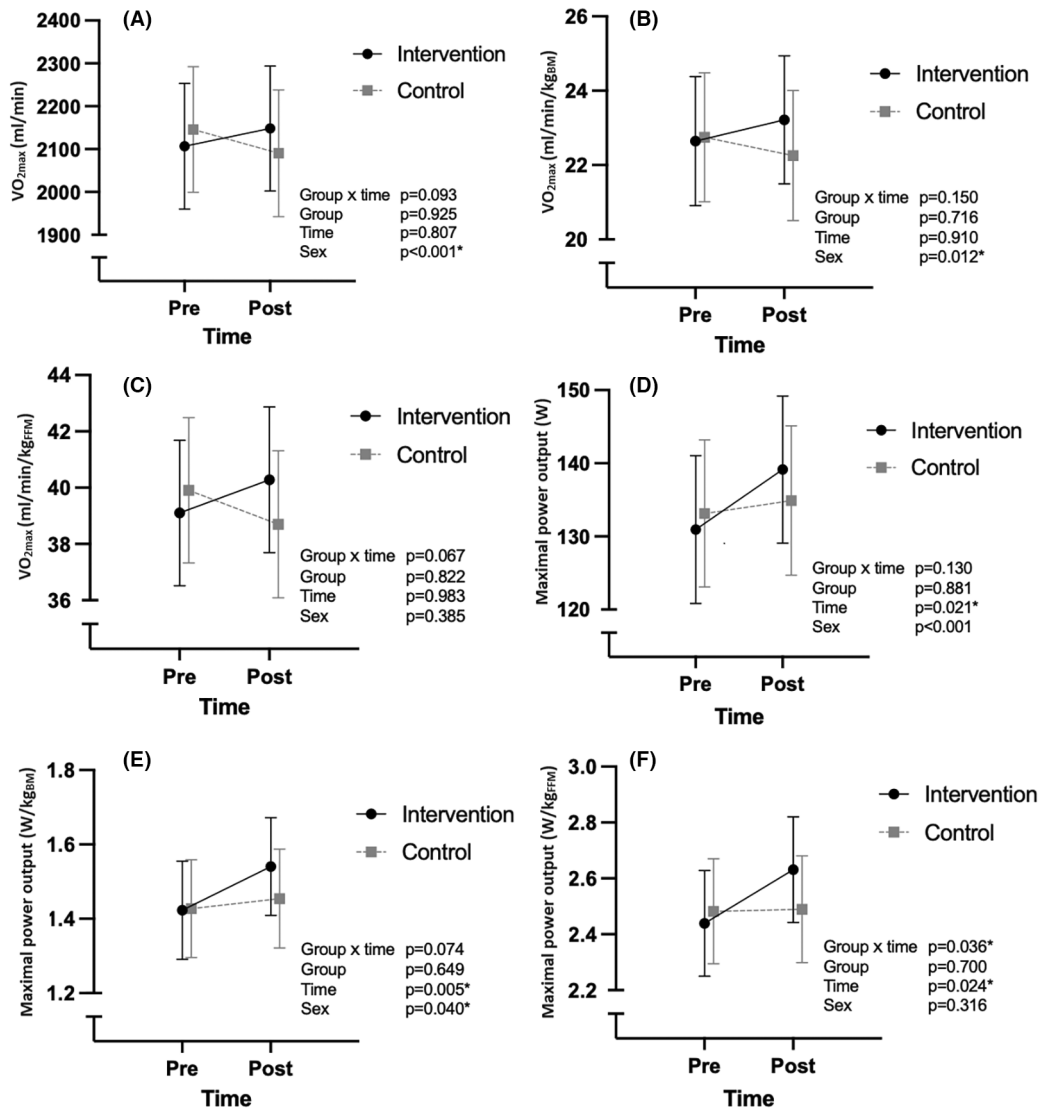 (A)
2400
2300
2200
2100
2000
1900
VO2max (ml/min)
Intervention
Control
Group x time p=0.093
Group p=0.925
Time p=0.807
Sex p<0.001*
Pre Post
Time
(B)
26
24
22
20
VO2max (ml/min/kgBM)
Intervention
Control
Group x time p=0.150
Group p=0.716
Time p=0.910
Sex p=0.012*
Pre Post
Time
(C)
44
42
40
38
36
VO2max (ml/min/kgFFM)
Intervention
Control
Group x time p=0.067
Group p=0.822
Time p=0.983
Sex p=0.385
Pre Post
Time
(D)
150
140
130
120
Maximal power output (W)
Intervention
Control
Group x time p=0.130
Group p=0.881
Time p=0.021*
Sex p<0.001
Pre Post
Time
(E)
1.8
1.6
1.4
1.2
Maximal power output (W/kgBM)
Intervention
Control
Group x time p=0.074
Group p=0.649
Time p=0.005*
Sex p=0.040*
Pre Post
Time
(F)
3.0
2.8
2.6
2.4
2.2
Maximal power output (W/kgFFM)
Intervention
Control
Group x time p=0.036*
Group p=0.700
Time p=0.024*
Sex p=0.316
Pre Post
Time